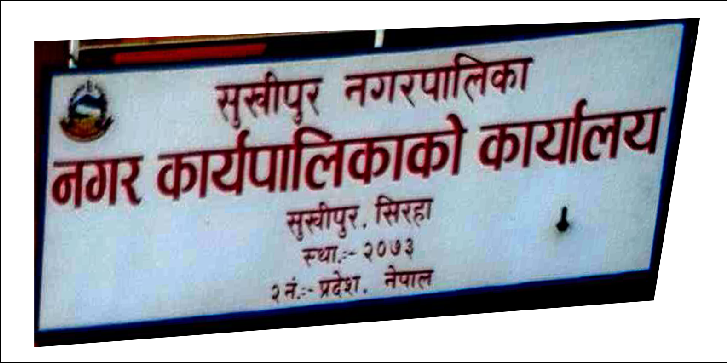 सुखीपुर नगरपालिका
नगर कार्यपालिकाको कार्यालय
सुखीपुर, सिरहा
स्था.:- २०७३
२ नं.:- प्रदेश, नेपाल